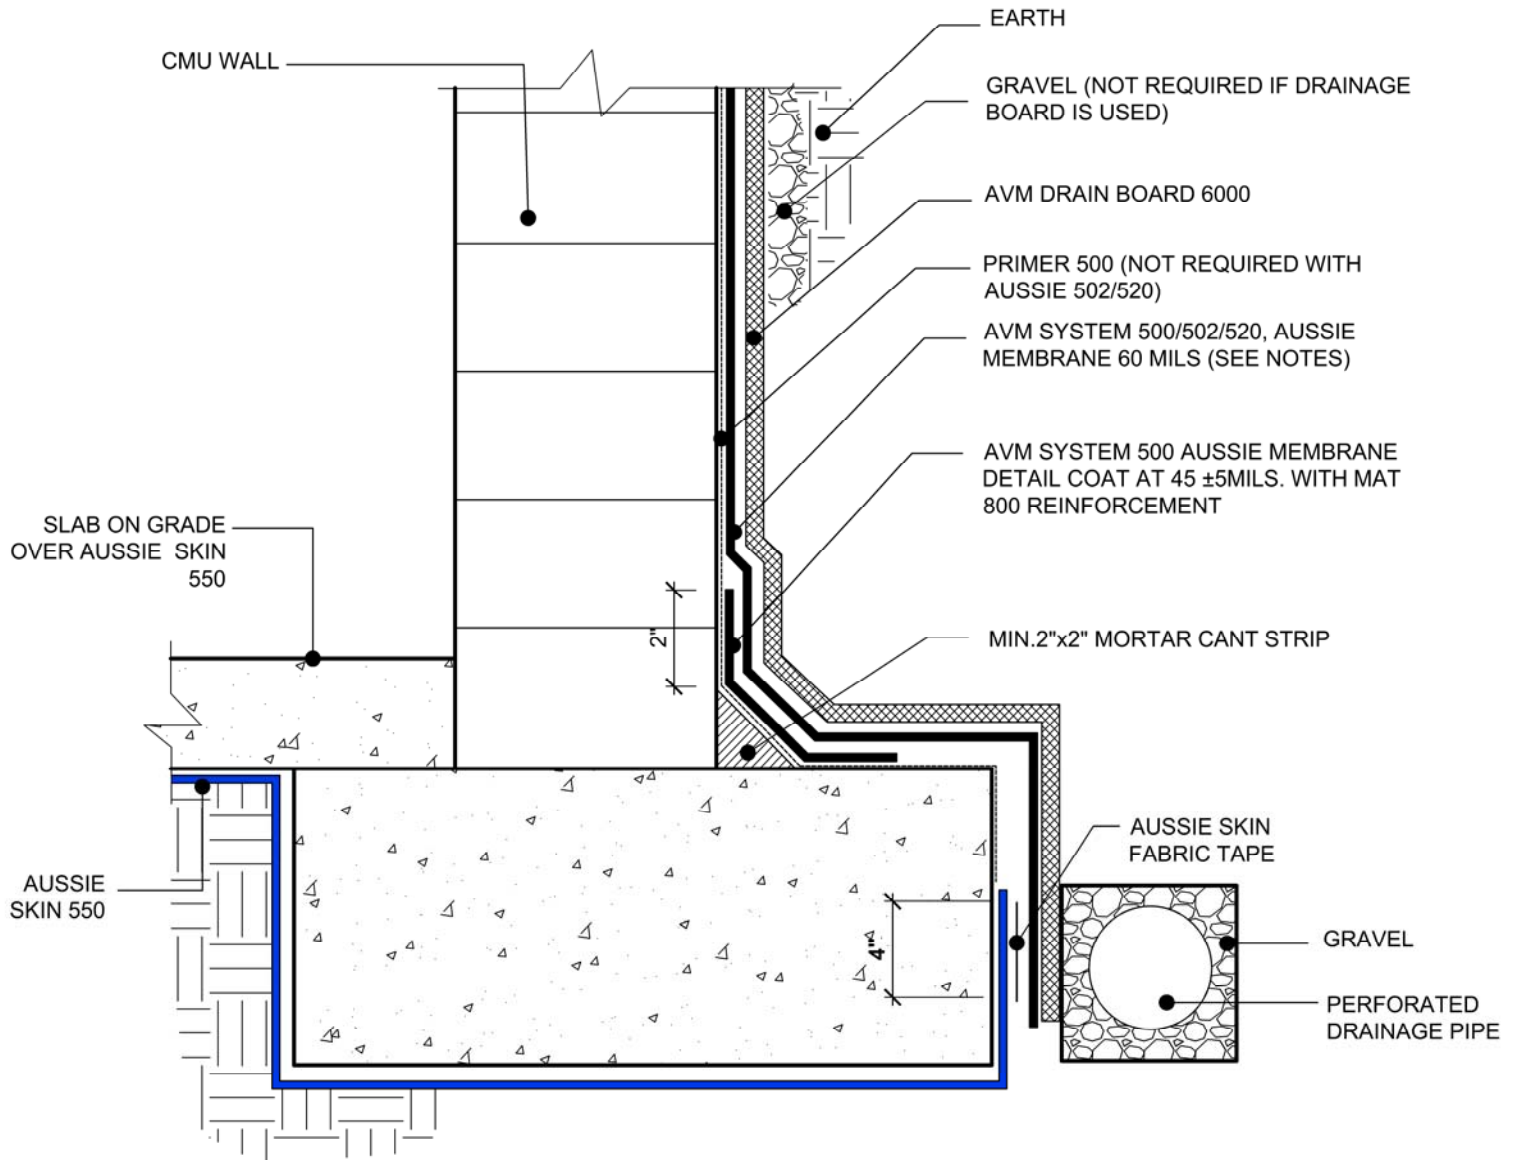 EARTH
CMU WALL
GRAVEL (NOT REQUIRED IF DRAINAGE
BOARD IS USED)
AVM DRAIN BOARD 6000
PRIMER 500 (NOT REQUIRED WITH
AUSSIE 502/520)
AVM SYSTEM 500/502/520, AUSSIE
MEMBRANE 60 MILS (SEE NOTES)
AVM SYSTEM 500 AUSSIE MEMBRANE
DETAIL COAT AT 45 ±5MILS. WITH MAT
800 REINFORCEMENT
SLAB ON GRADE
OVER AUSSIE SKIN
550
2"
MIN.2"x2" MORTAR CANT STRIP
AUSSIE SKIN
FABRIC TAPE
AUSSIE
SKIN 550
4"
GRAVEL
PERFORATED
DRAINAGE PIPE